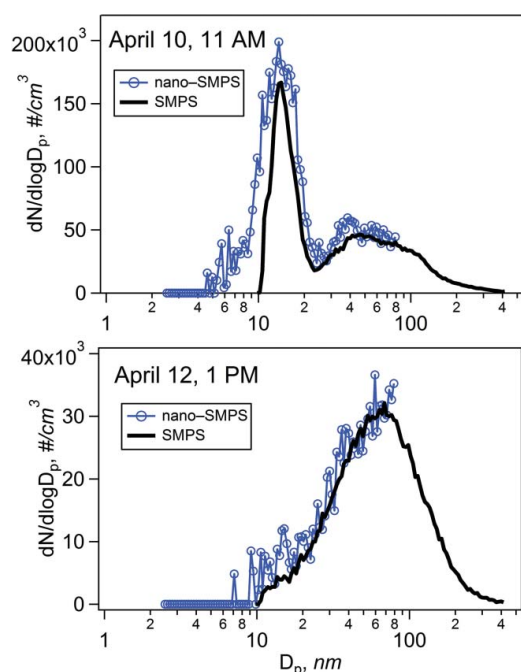 200x10³
April 10, 11 AM
nano–SMPS
SMPS
150
100
50
0
dN/dlogDₚ, #/cm³
1 2 4 6 8 10 2 4 6 8 100 2 4
40x10³
April 12, 1 PM
nano–SMPS
SMPS
30
20
10
0
dN/dlogDₚ, #/cm³
1 2 4 6 8 10 2 4 6 8 100 2 4
Dₚ, nm